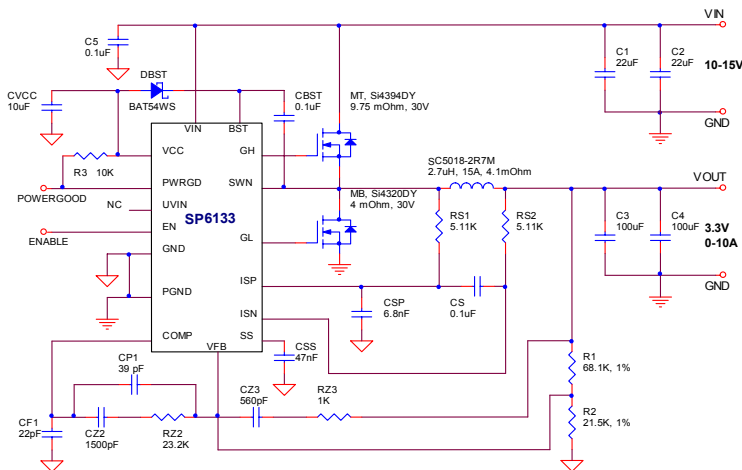 VIN
C5
0.1uF
C1
22uF
C2
22uF
10-15V
DBST
BAT54WS
CVCC
10uF
CBST
0.1uF
MT, Si4394DY
9.75 mOhm, 30V
GND
VIN
BST
VCC
GH
SC5018-2R7M
2.7uH, 15A, 4.1mOhm
R3 10K
PWRGD
SWN
VOUT
POWERGOOD
NC
UVIN
SP6133
MB, Si4320DY
4 mOhm, 30V
RS1
5.11K
RS2
5.11K
C3
100uF
C4
100uF
3.3V
0-10A
ENABLE
EN
GL
GND
ISP
GND
PGND
CSP
6.8nF
CS
0.1uF
ISN
COMP
SS
VFB
CSS
47nF
CP1
39 pF
R1
68.1K, 1%
CZ3
560pF
RZ3
1K
CF1
22pF
CZ2
1500pF
RZ2
23.2K
R2
21.5K, 1%